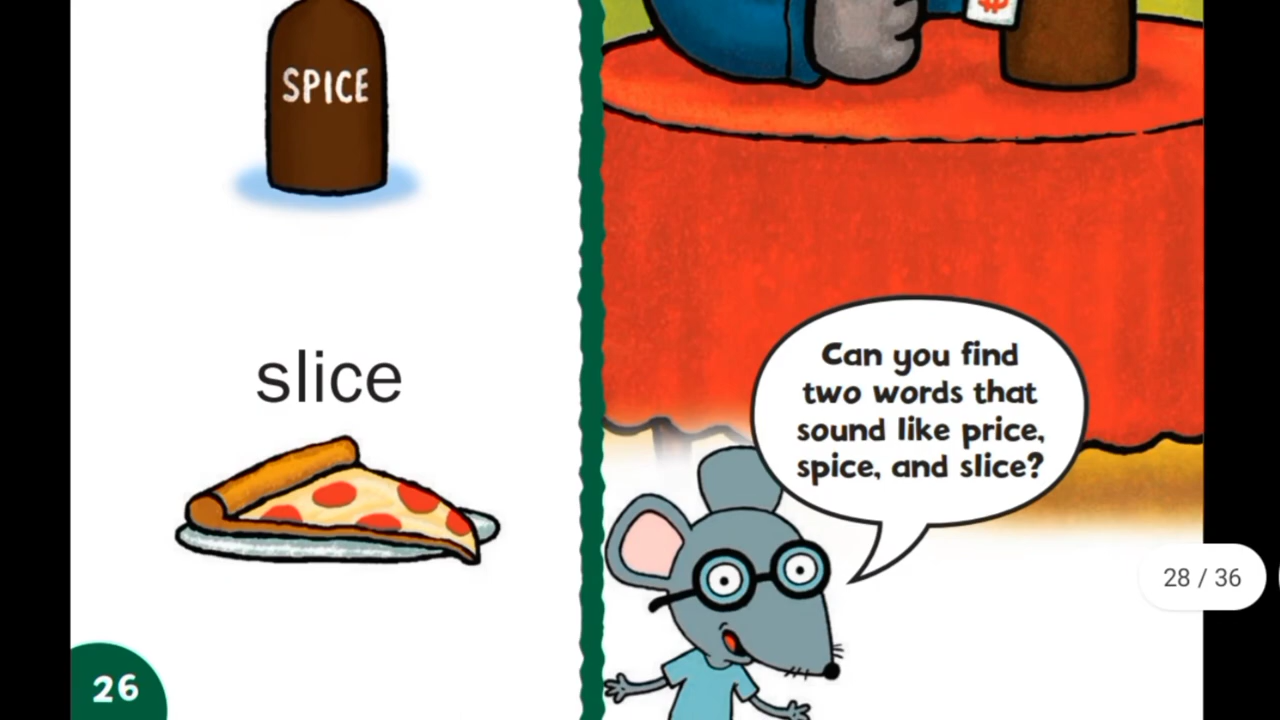 SPICE
slice
26
Can you find
two words that
sound like price,
spice, and slice?
28 / 36